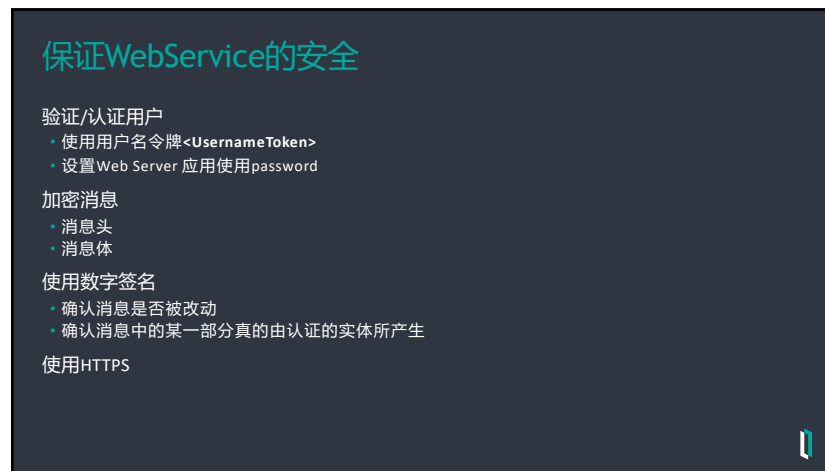 保证WebService的安全
验证/认证用户
• 使用用户名令牌<UsernameToken>
• 设置Web Server 应用使用password
加密消息
• 消息头
• 消息体
使用数字签名
• 确认消息是否被改动
• 确认消息中的某一部分真的由认证的实体所产生
使用HTTPS